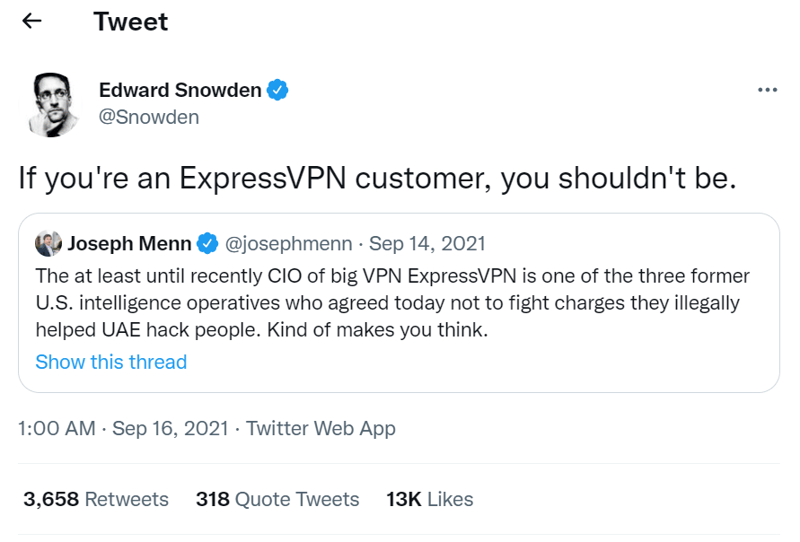 Tweet
Edward Snowden
@Snowden
If you're an ExpressVPN customer, you shouldn't be.
Joseph Menn @josephmenn · Sep 14, 2021
The at least until recently CIO of big VPN ExpressVPN is one of the three former
U.S. intelligence operatives who agreed today not to fight charges they illegally
helped UAE hack people. Kind of makes you think.
Show this thread
1:00 AM · Sep 16, 2021 · Twitter Web App
3,658 Retweets 318 Quote Tweets 13K Likes